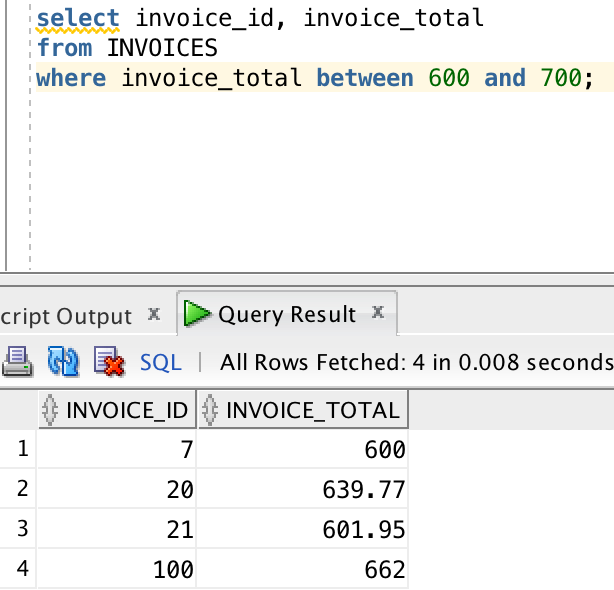 select invoice_id, invoice_total
from INVOICES
where invoice_total between 600 and 700;
cript Output x Query Result x
SQL | All Rows Fetched: 4 in 0.008 seconds
INVOICE_ID INVOICE_TOTAL
1 7 600
2 20 639.77
3 21 601.95
4 100 662